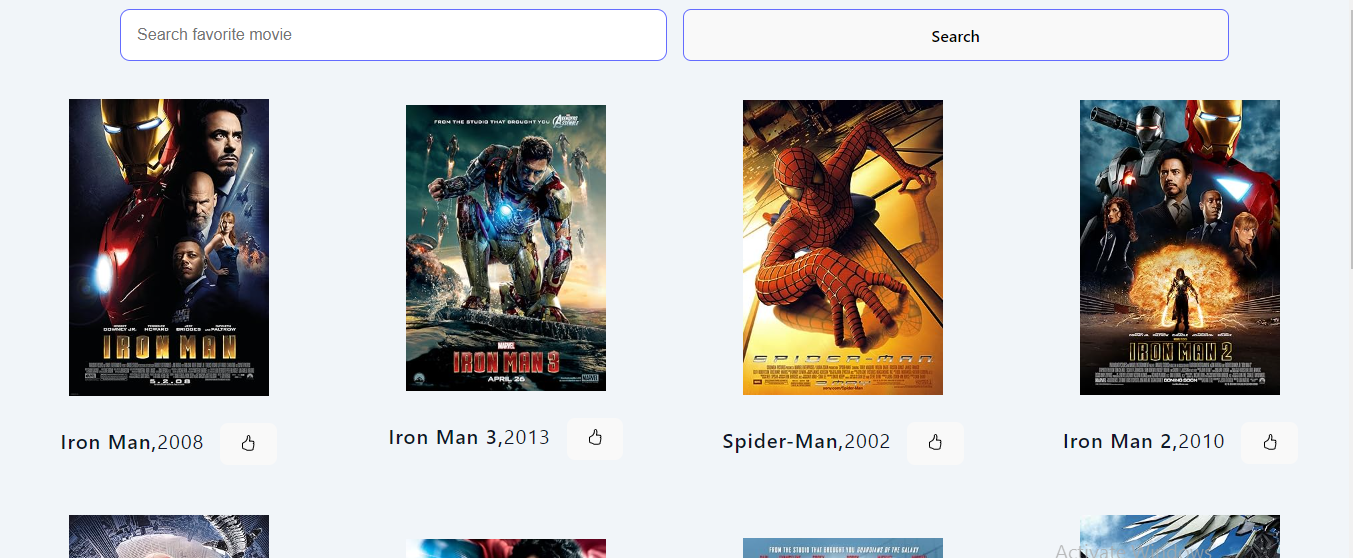 Search favorite movie
Search
ROBERT DOWNEY JR. TERRENCE HOWARD JEFF BRIDGES GWYNETH PALTROW
IRON MAN
5.2.08
FROM THE STUDIO THAT BROUGHT YOU AVENGERS
MARVEL
IRON MAN 3
APRIL 26
MARVEL
SPIDER-MAN
IRON MAN 2
COMING SOON
Iron Man,2008
Iron Man 3,2013
Spider-Man,2002
Iron Man 2,2010
FROM THE STUDIO THAT BROUGHT YOU GUARDIANS OF THE GALAXY